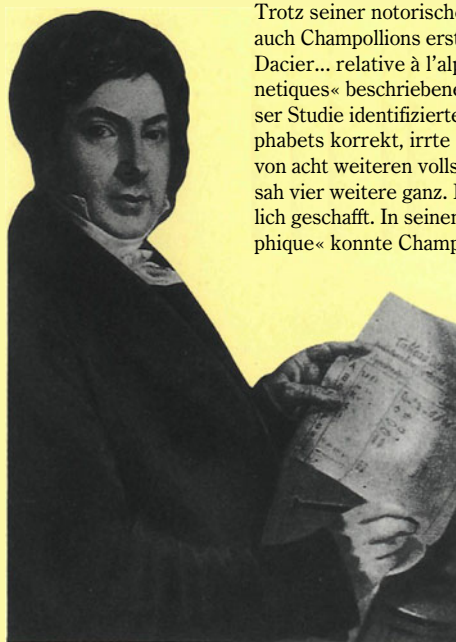 Trotz seiner notorische
auch Champollions erst
Dacier... relative à l'alp
netiques« beschriebene
ser Studie identifizierte
phabets korrekt, irrte
von acht weiteren volls
sah vier weitere ganz. I
lich geschafft. In seiner
phique« konnte Champ